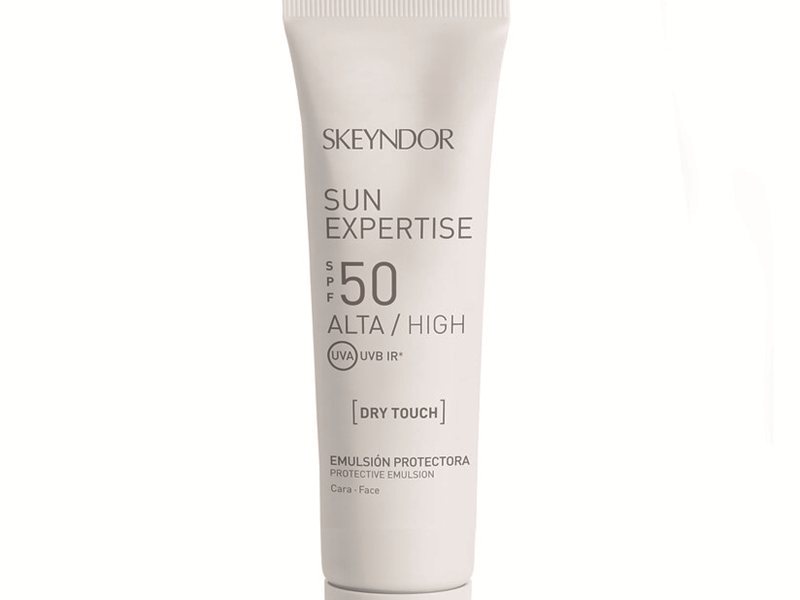 SKEYNDOR
SUN
EXPERTISE
SPF 50
ALTA / HIGH
UVA UVB IR*
[DRY TOUCH]
EMULSIÓN PROTECTORA
PROTECTIVE EMULSION
Cara · Face